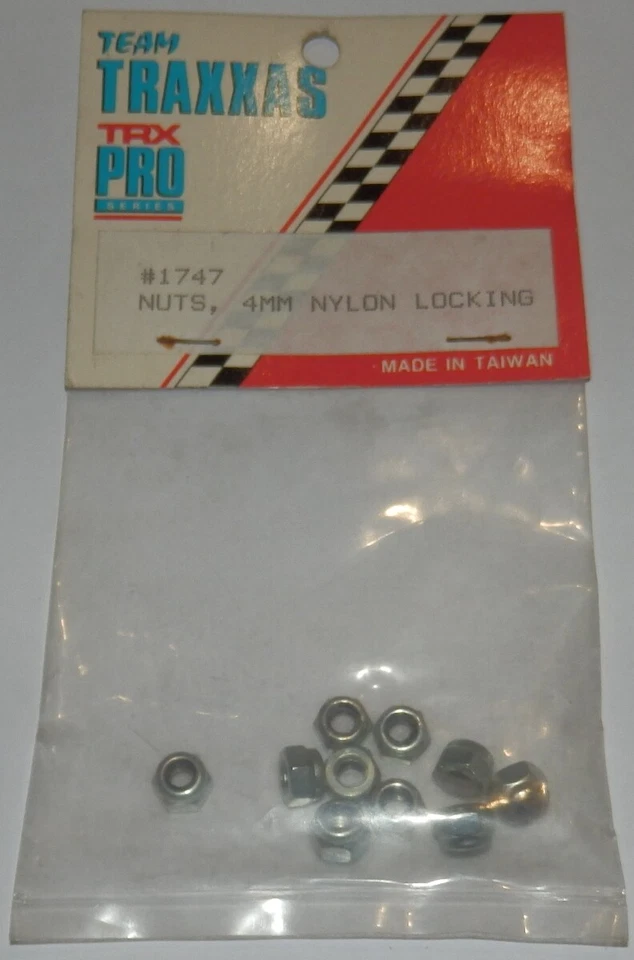 TEAM
TRAXXAS
TRX
PRO
SERIES
#1747
NUTS, 4MM NYLON LOCKING
MADE IN TAIWAN